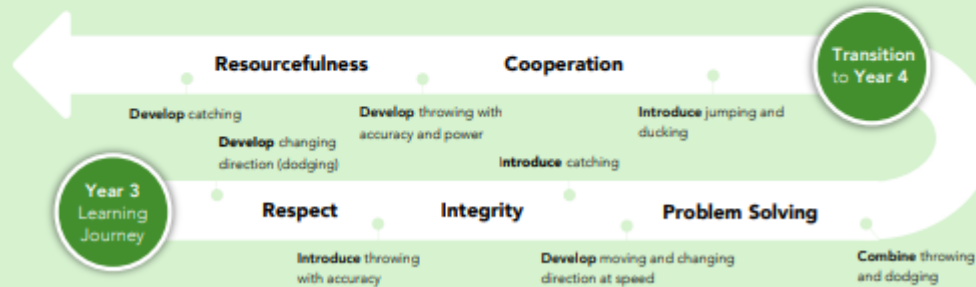 Resourcefulness
Cooperation
Transition
to Year 4
Develop catching
Develop throwing with
accuracy and power
Introduce jumping and
ducking
Develop changing
direction (dodging)
Introduce catching
Year 3
Learning
Journey
Respect
Integrity
Problem Solving
Introduce throwing
with accuracy
Develop moving and changing
direction at speed
Combine throwing
and dodging